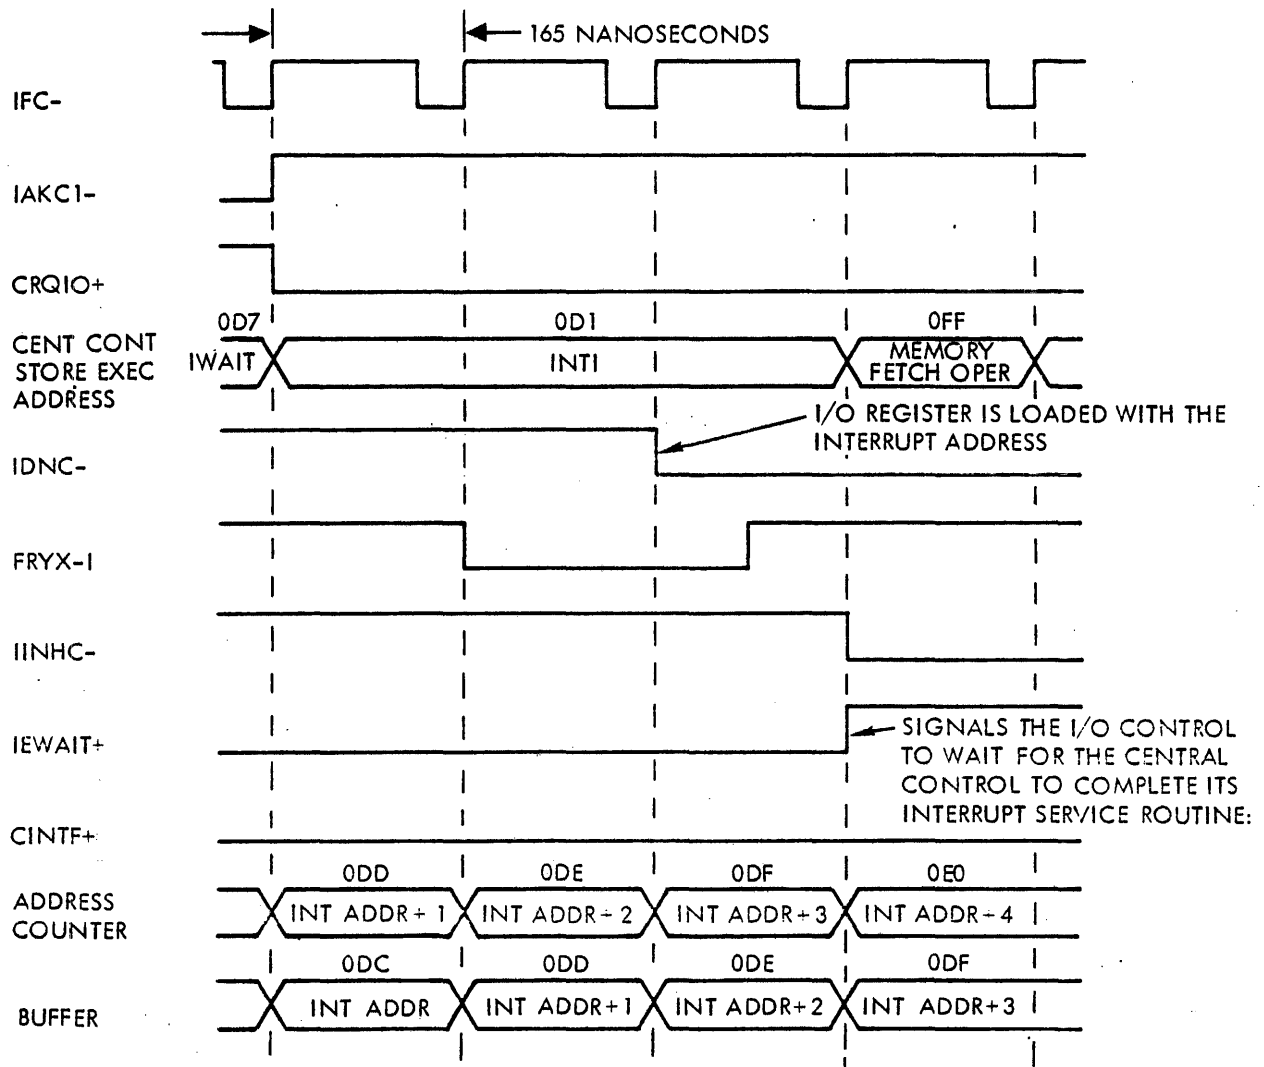 165 NANOSECONDS
IFC-
IAKC1-
CRQIO+
0D7 0D1 0FF
CENT CONT
STORE EXEC
ADDRESS
IWAIT
INT1
MEMORY
FETCH OPER
I/O REGISTER IS LOADED WITH THE
INTERRUPT ADDRESS
IDNC-
FRYX-1
IINHC-
IEWAIT+
SIGNALS THE I/O CONTROL
TO WAIT FOR THE CENTRAL
CONTROL TO COMPLETE ITS
INTERRUPT SERVICE ROUTINE:
CINTF+
0DD 0DE 0DF 0E0
ADDRESS
COUNTER
INT ADDR+1 INT ADDR+2 INT ADDR+3 INT ADDR+4
0DC 0DD 0DE 0DF
BUFFER
INT ADDR INT ADDR+1 INT ADDR+2 INT ADDR+3